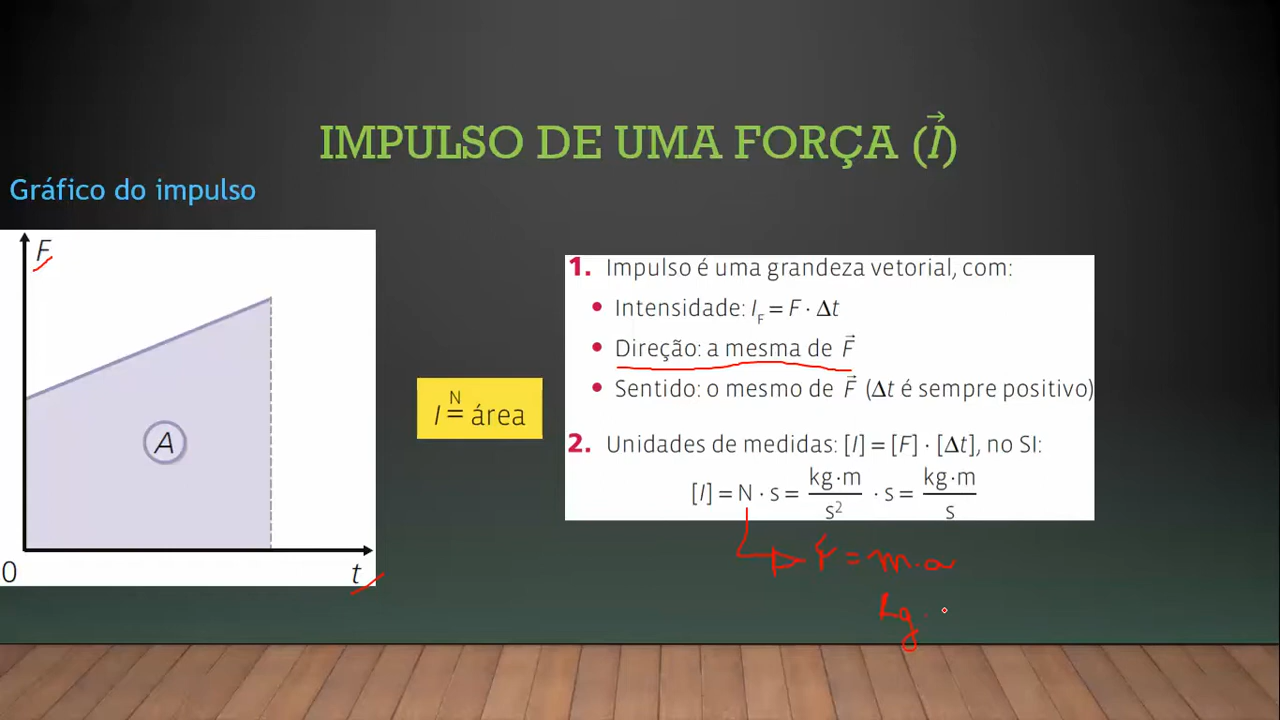 IMPULSO DE UMA FORÇA (I⃗)
Gráfico do impulso
F
A
0
t
I =ᴺ área
1. Impulso é uma grandeza vetorial, com:
• Intensidade: I_F = F · Δt
• Direção: a mesma de F⃗
• Sentido: o mesmo de F⃗ (Δt é sempre positivo)
2. Unidades de medidas: [I] = [F] · [Δt], no SI:
[I] = N · s = kg·m/s² · s = kg·m/s
F = m.a
kg .